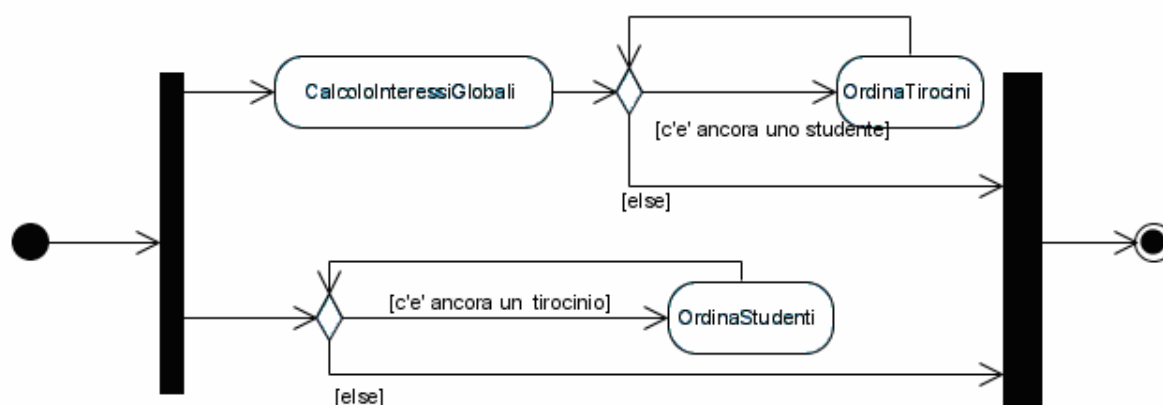 CalcoloInteressiGlobali
OrdinaTirocini
[c'e' ancora uno studente]
[else]
[c'e' ancora un tirocinio]
OrdinaStudenti
[else]